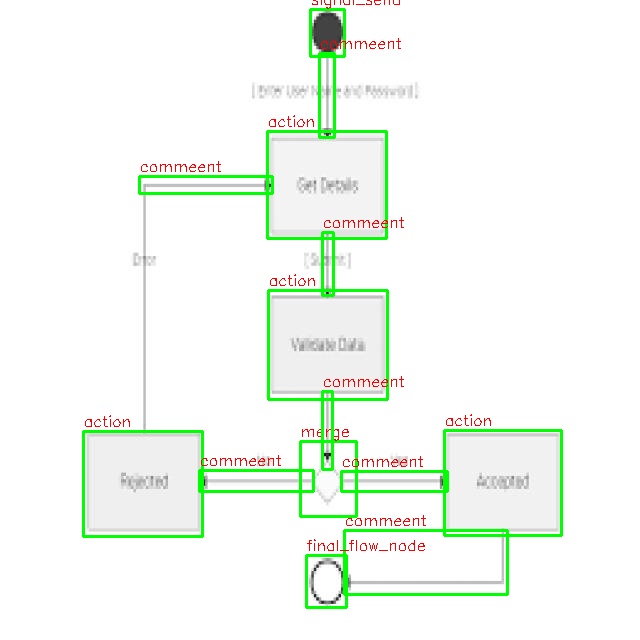 signal_send
commeent
[ Enter User Name and Password ]
action
Get Details
commeent
commeent
Error
[ Submit ]
action
Validate Data
commeent
merge
action
Rejected
commeent
commeent
action
Accepted
commeent
final_flow_node